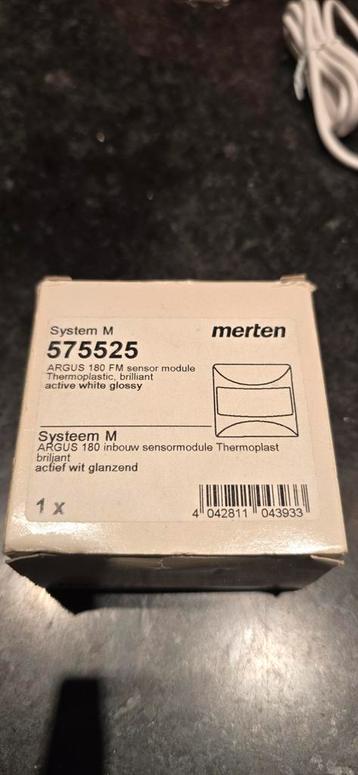 System M
merten
575525
ARGUS 180 FM sensor module
Thermoplastic, brilliant
active white glossy
Systeem M
ARGUS 180 inbouw sensormodule Thermoplast
briljant
actief wit glanzend
1 x
4 042811 043933